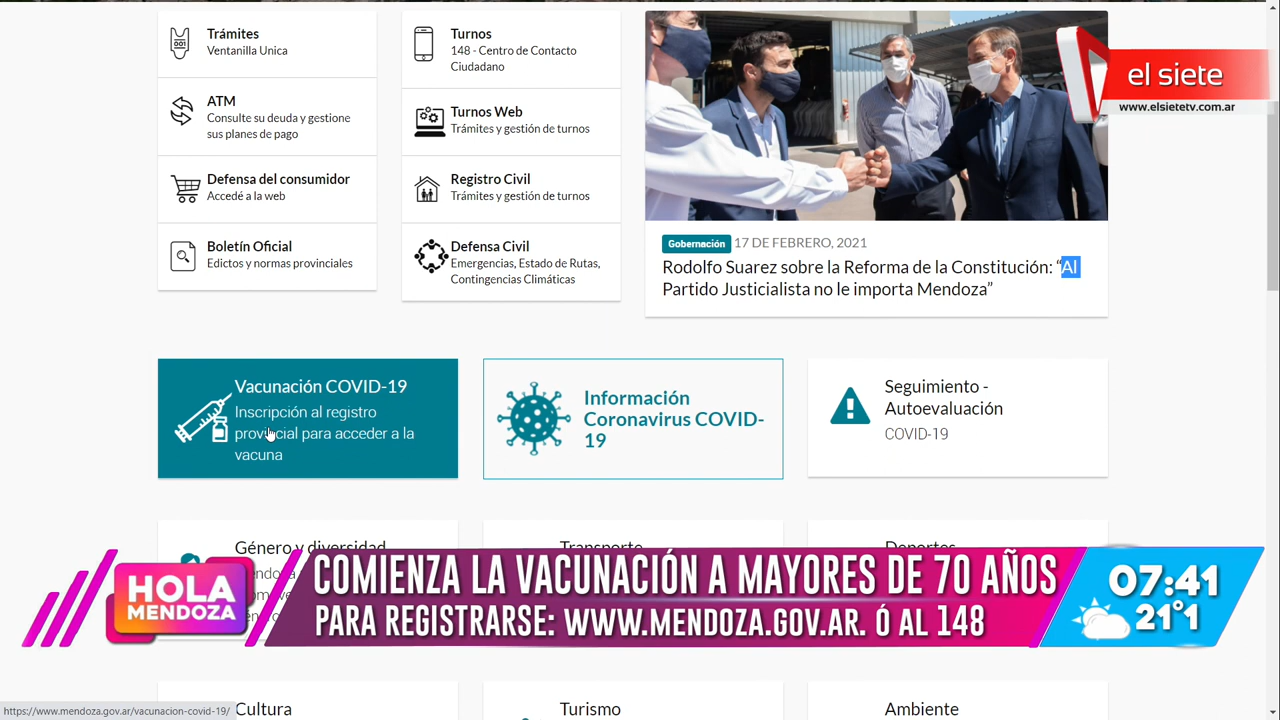 Trámites
Ventanilla Unica
ATM
Consulte su deuda y gestione
sus planes de pago
Defensa del consumidor
Accedé a la web
Boletín Oficial
Edictos y normas provinciales
Turnos
148 - Centro de Contacto
Ciudadano
Turnos Web
Trámites y gestión de turnos
Registro Civil
Trámites y gestión de turnos
Defensa Civil
Emergencias, Estado de Rutas,
Contingencias Climáticas
el siete
www.elsietetv.com.ar
Gobernación 17 DE FEBRERO, 2021
Rodolfo Suarez sobre la Reforma de la Constitución: “Al
Partido Justicialista no le importa Mendoza”
Vacunación COVID-19
Inscripción al registro
provincial para acceder a la
vacuna
Información
Coronavirus COVID-
19
Seguimiento -
Autoevaluación
COVID-19
Género y diversidad
Transporte
Deportes
HOLA
MENDOZA
COMIENZA LA VACUNACIÓN A MAYORES DE 70 AÑOS
PARA REGISTRARSE: WWW.MENDOZA.GOV.AR. Ó AL 148
07:41
21°1
https://www.mendoza.gov.ar/vacunacion-covid-19/
Cultura
Turismo
Ambiente